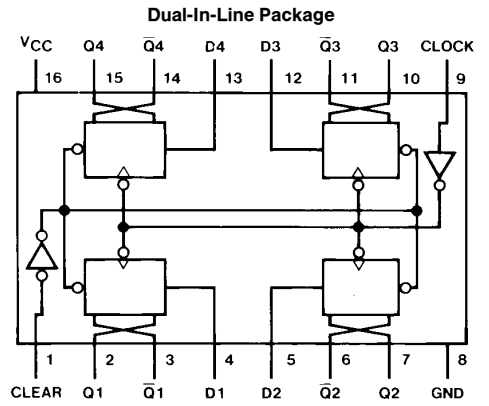 Dual-In-Line Package
VCC Q4 Q̅4 D4 D3 Q̅3 Q3 CLOCK
16 15 14 13 12 11 10 9
1 2 3 4 5 6 7 8
CLEAR Q1 Q̅1 D1 D2 Q̅2 Q2 GND